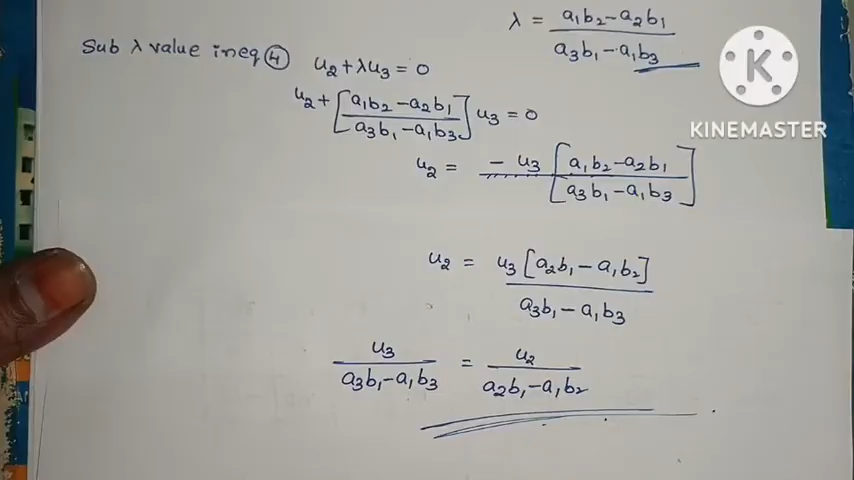 λ = a₁b₂-a₂b₁ / a₃b₁-a₁b₃
Sub λ value in eq ④ u₂+λu₃ = 0
u₂+[a₁b₂-a₂b₁ / a₃b₁-a₁b₃] u₃ = 0
u₂ = - u₃ [a₁b₂-a₂b₁ / a₃b₁-a₁b₃]
u₂ = u₃[a₂b₁-a₁b₂] / a₃b₁-a₁b₃
u₃ / a₃b₁-a₁b₃ = u₂ / a₂b₁-a₁b₂
K
KINEMASTER